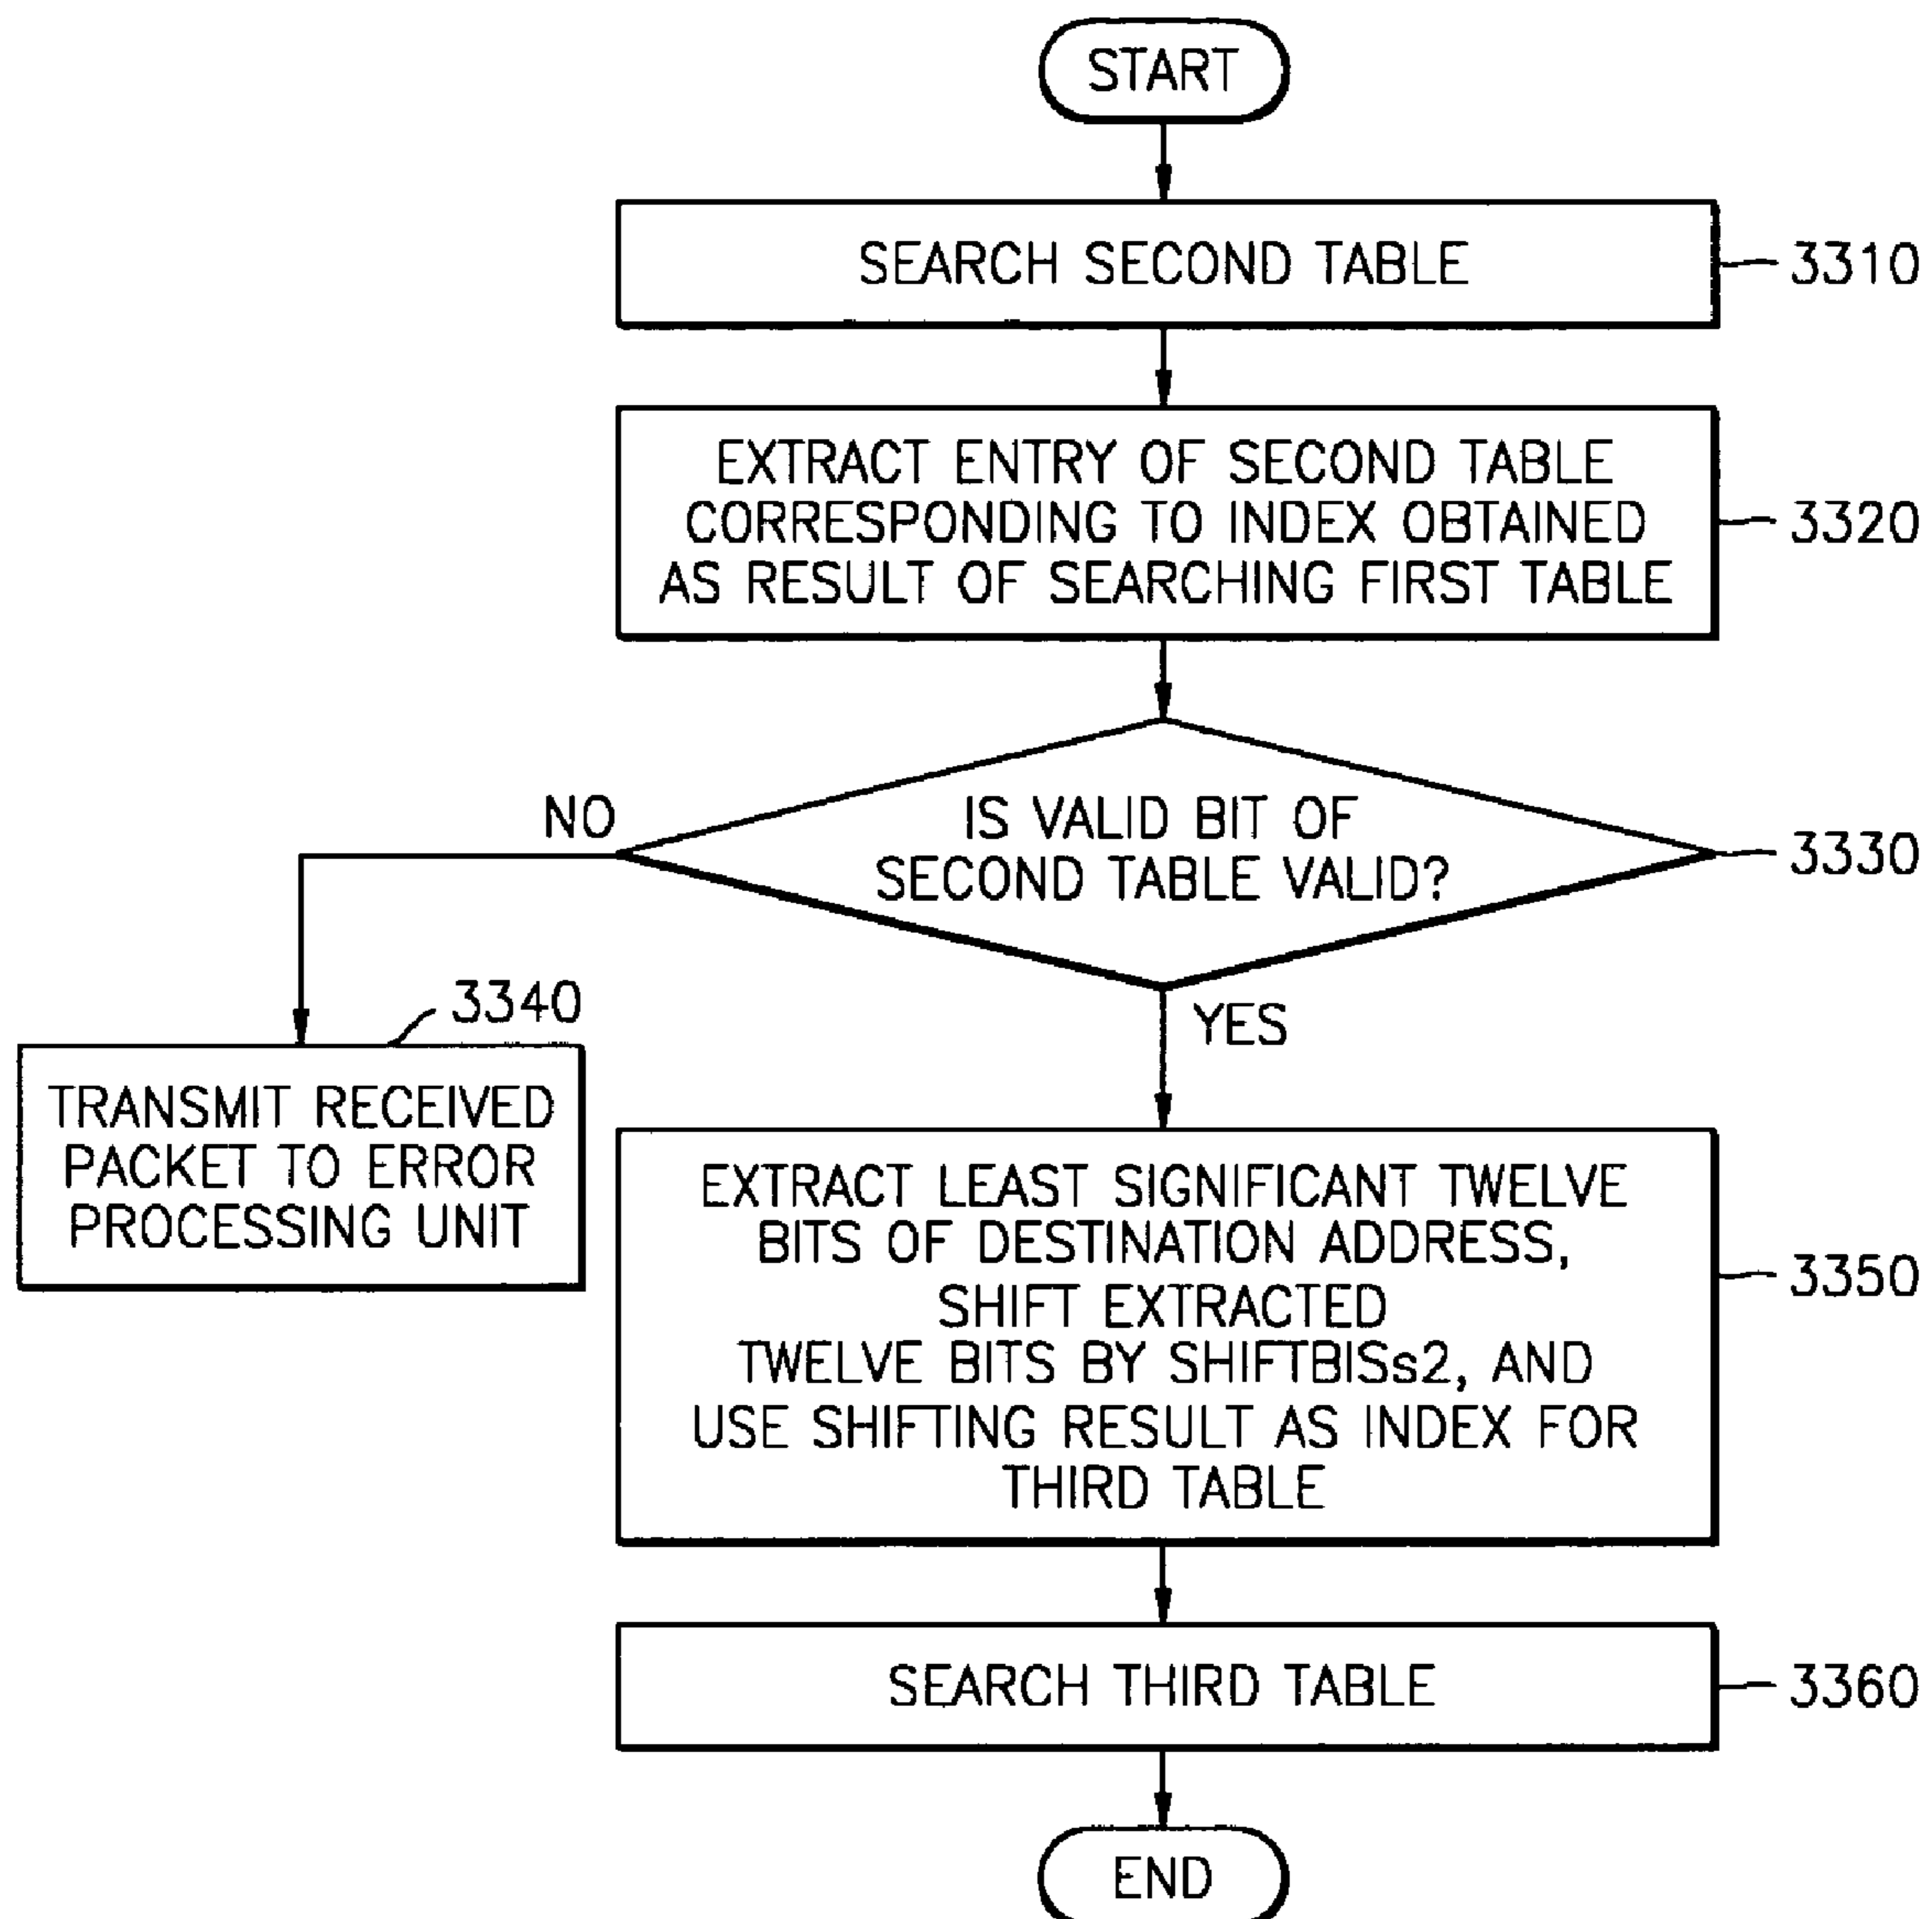 START
SEARCH SECOND TABLE
3310
EXTRACT ENTRY OF SECOND TABLE
CORRESPONDING TO INDEX OBTAINED
AS RESULT OF SEARCHING FIRST TABLE
3320
IS VALID BIT OF
SECOND TABLE VALID?
3330
NO
YES
3340
TRANSMIT RECEIVED
PACKET TO ERROR
PROCESSING UNIT
EXTRACT LEAST SIGNIFICANT TWELVE
BITS OF DESTINATION ADDRESS,
SHIFT EXTRACTED
TWELVE BITS BY SHIFTBISs2, AND
USE SHIFTING RESULT AS INDEX FOR
THIRD TABLE
3350
SEARCH THIRD TABLE
3360
END